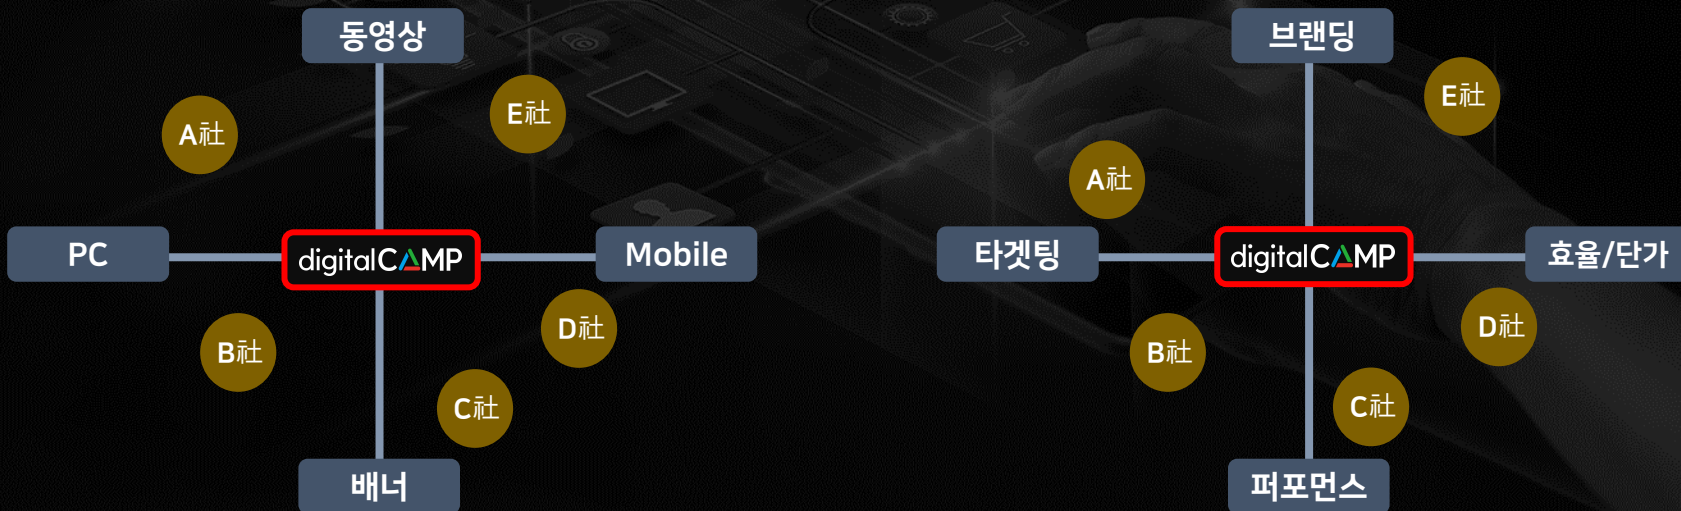 동영상
E社
A社
PC
digitalCAMP
Mobile
D社
B社
C社
배너
브랜딩
E社
A社
타겟팅
digitalCAMP
효율/단가
D社
B社
C社
퍼포먼스